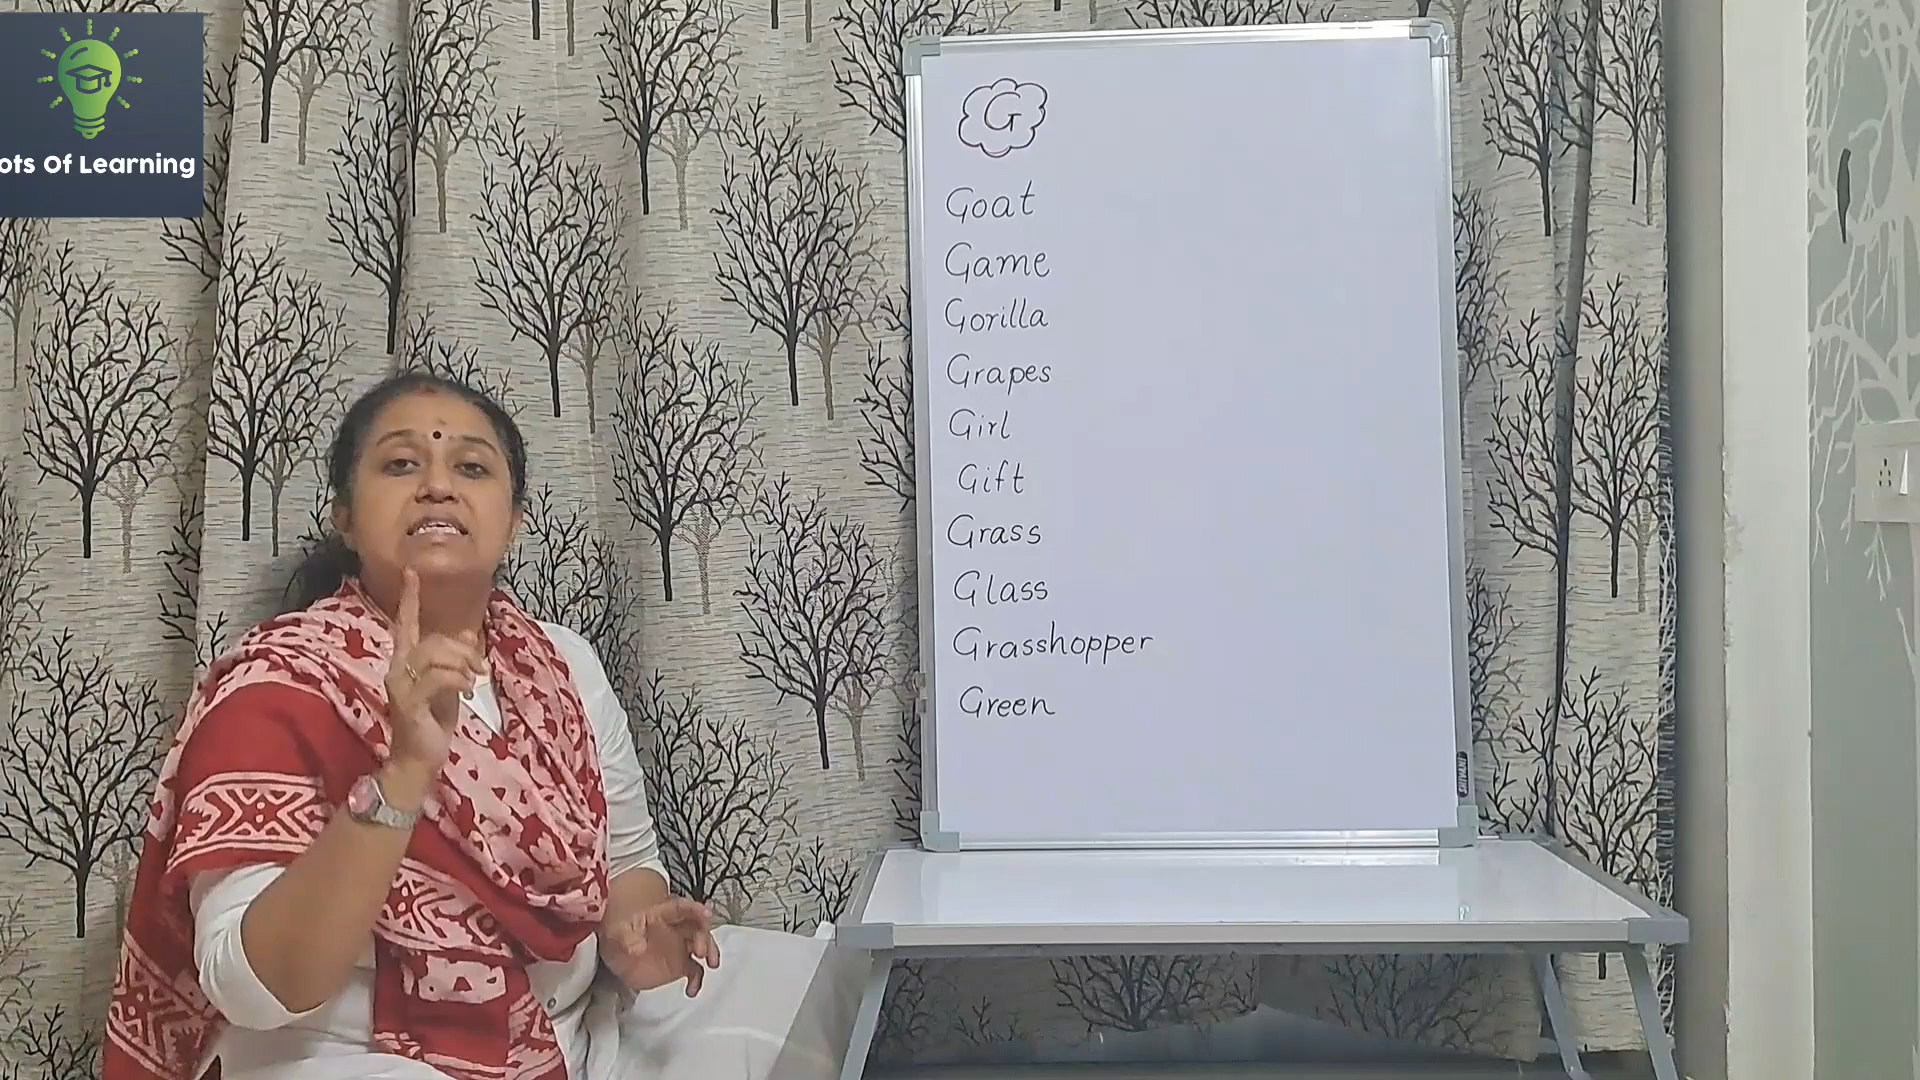 ots Of Learning
G
Goat
Game
Gorilla
Grapes
Girl
Gift
Grass
Glass
Grasshopper
Green